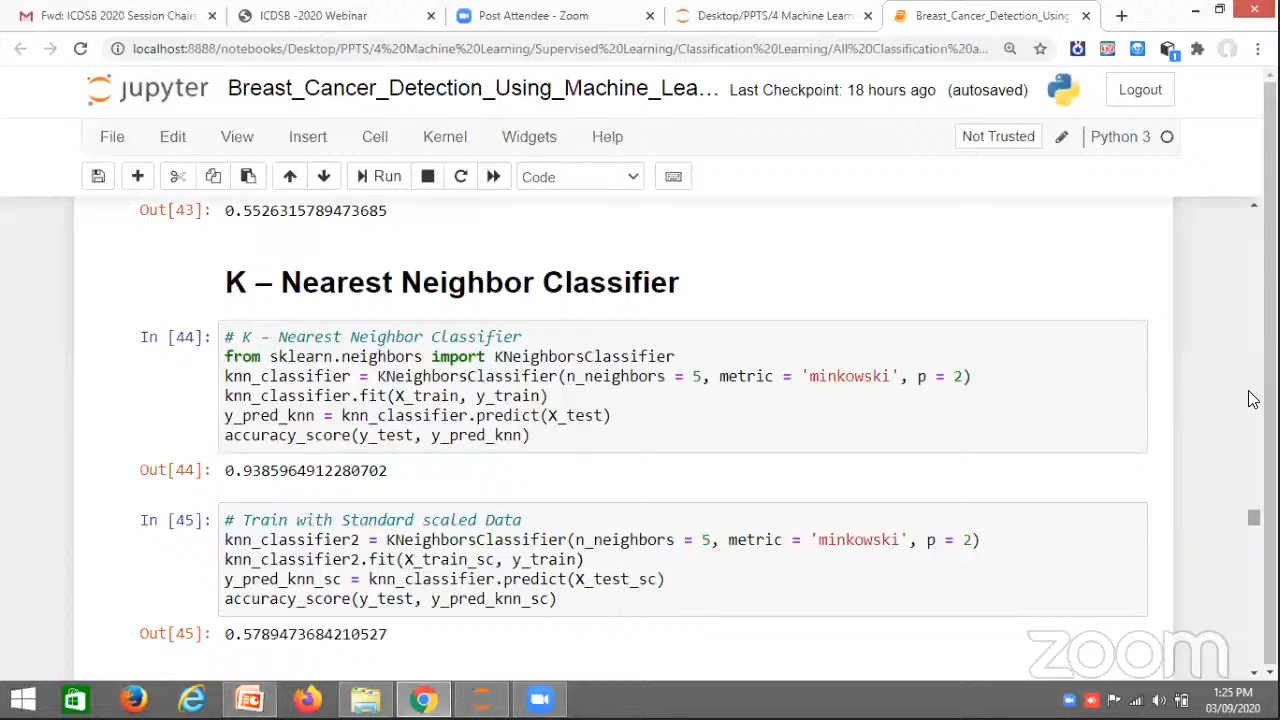 Fwd: ICDSB 2020 Session Chairs
ICDSB -2020 Webinar
Post Attendee - Zoom
Desktop/PPTS/4 Machine Learn
Breast_Cancer_Detection_Using_
localhost:8888/notebooks/Desktop/PPTS/4%20Machine%20Learning/Supervised%20Learning/Classification%20Learning/All%20Classification%20a...
jupyter Breast_Cancer_Detection_Using_Machine_Lea... Last Checkpoint: 18 hours ago (autosaved) Logout
File Edit View Insert Cell Kernel Widgets Help Not Trusted Python 3
Run Code
Out[43]: 0.5526315789473685
K – Nearest Neighbor Classifier
In [44]: # K - Nearest Neighbor Classifier
from sklearn.neighbors import KNeighborsClassifier
knn_classifier = KNeighborsClassifier(n_neighbors = 5, metric = 'minkowski', p = 2)
knn_classifier.fit(X_train, y_train)
y_pred_knn = knn_classifier.predict(X_test)
accuracy_score(y_test, y_pred_knn)
Out[44]: 0.9385964912280702
In [45]: # Train with Standard scaled Data
knn_classifier2 = KNeighborsClassifier(n_neighbors = 5, metric = 'minkowski', p = 2)
knn_classifier2.fit(X_train_sc, y_train)
y_pred_knn_sc = knn_classifier.predict(X_test_sc)
accuracy_score(y_test, y_pred_knn_sc)
Out[45]: 0.5789473684210527
zoom
1:25 PM
03/09/2020